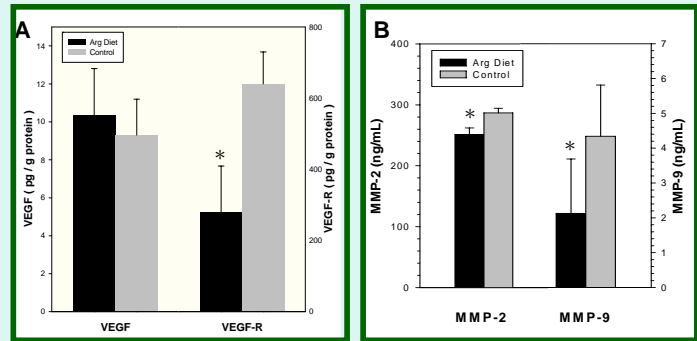 A
Arg Diet
Control
VEGF ( pg / g protein )
14
12
10
8
6
4
2
0
800
600
400
200
0
VEGF-R ( pg / g protein )
*
VEGF
VEGF-R
B
Arg Diet
Control
MMP-2 (ng/mL)
400
300
200
100
0
7
6
5
4
3
2
1
0
MMP-9 (ng/mL)
*
*
MMP-2
MMP-9